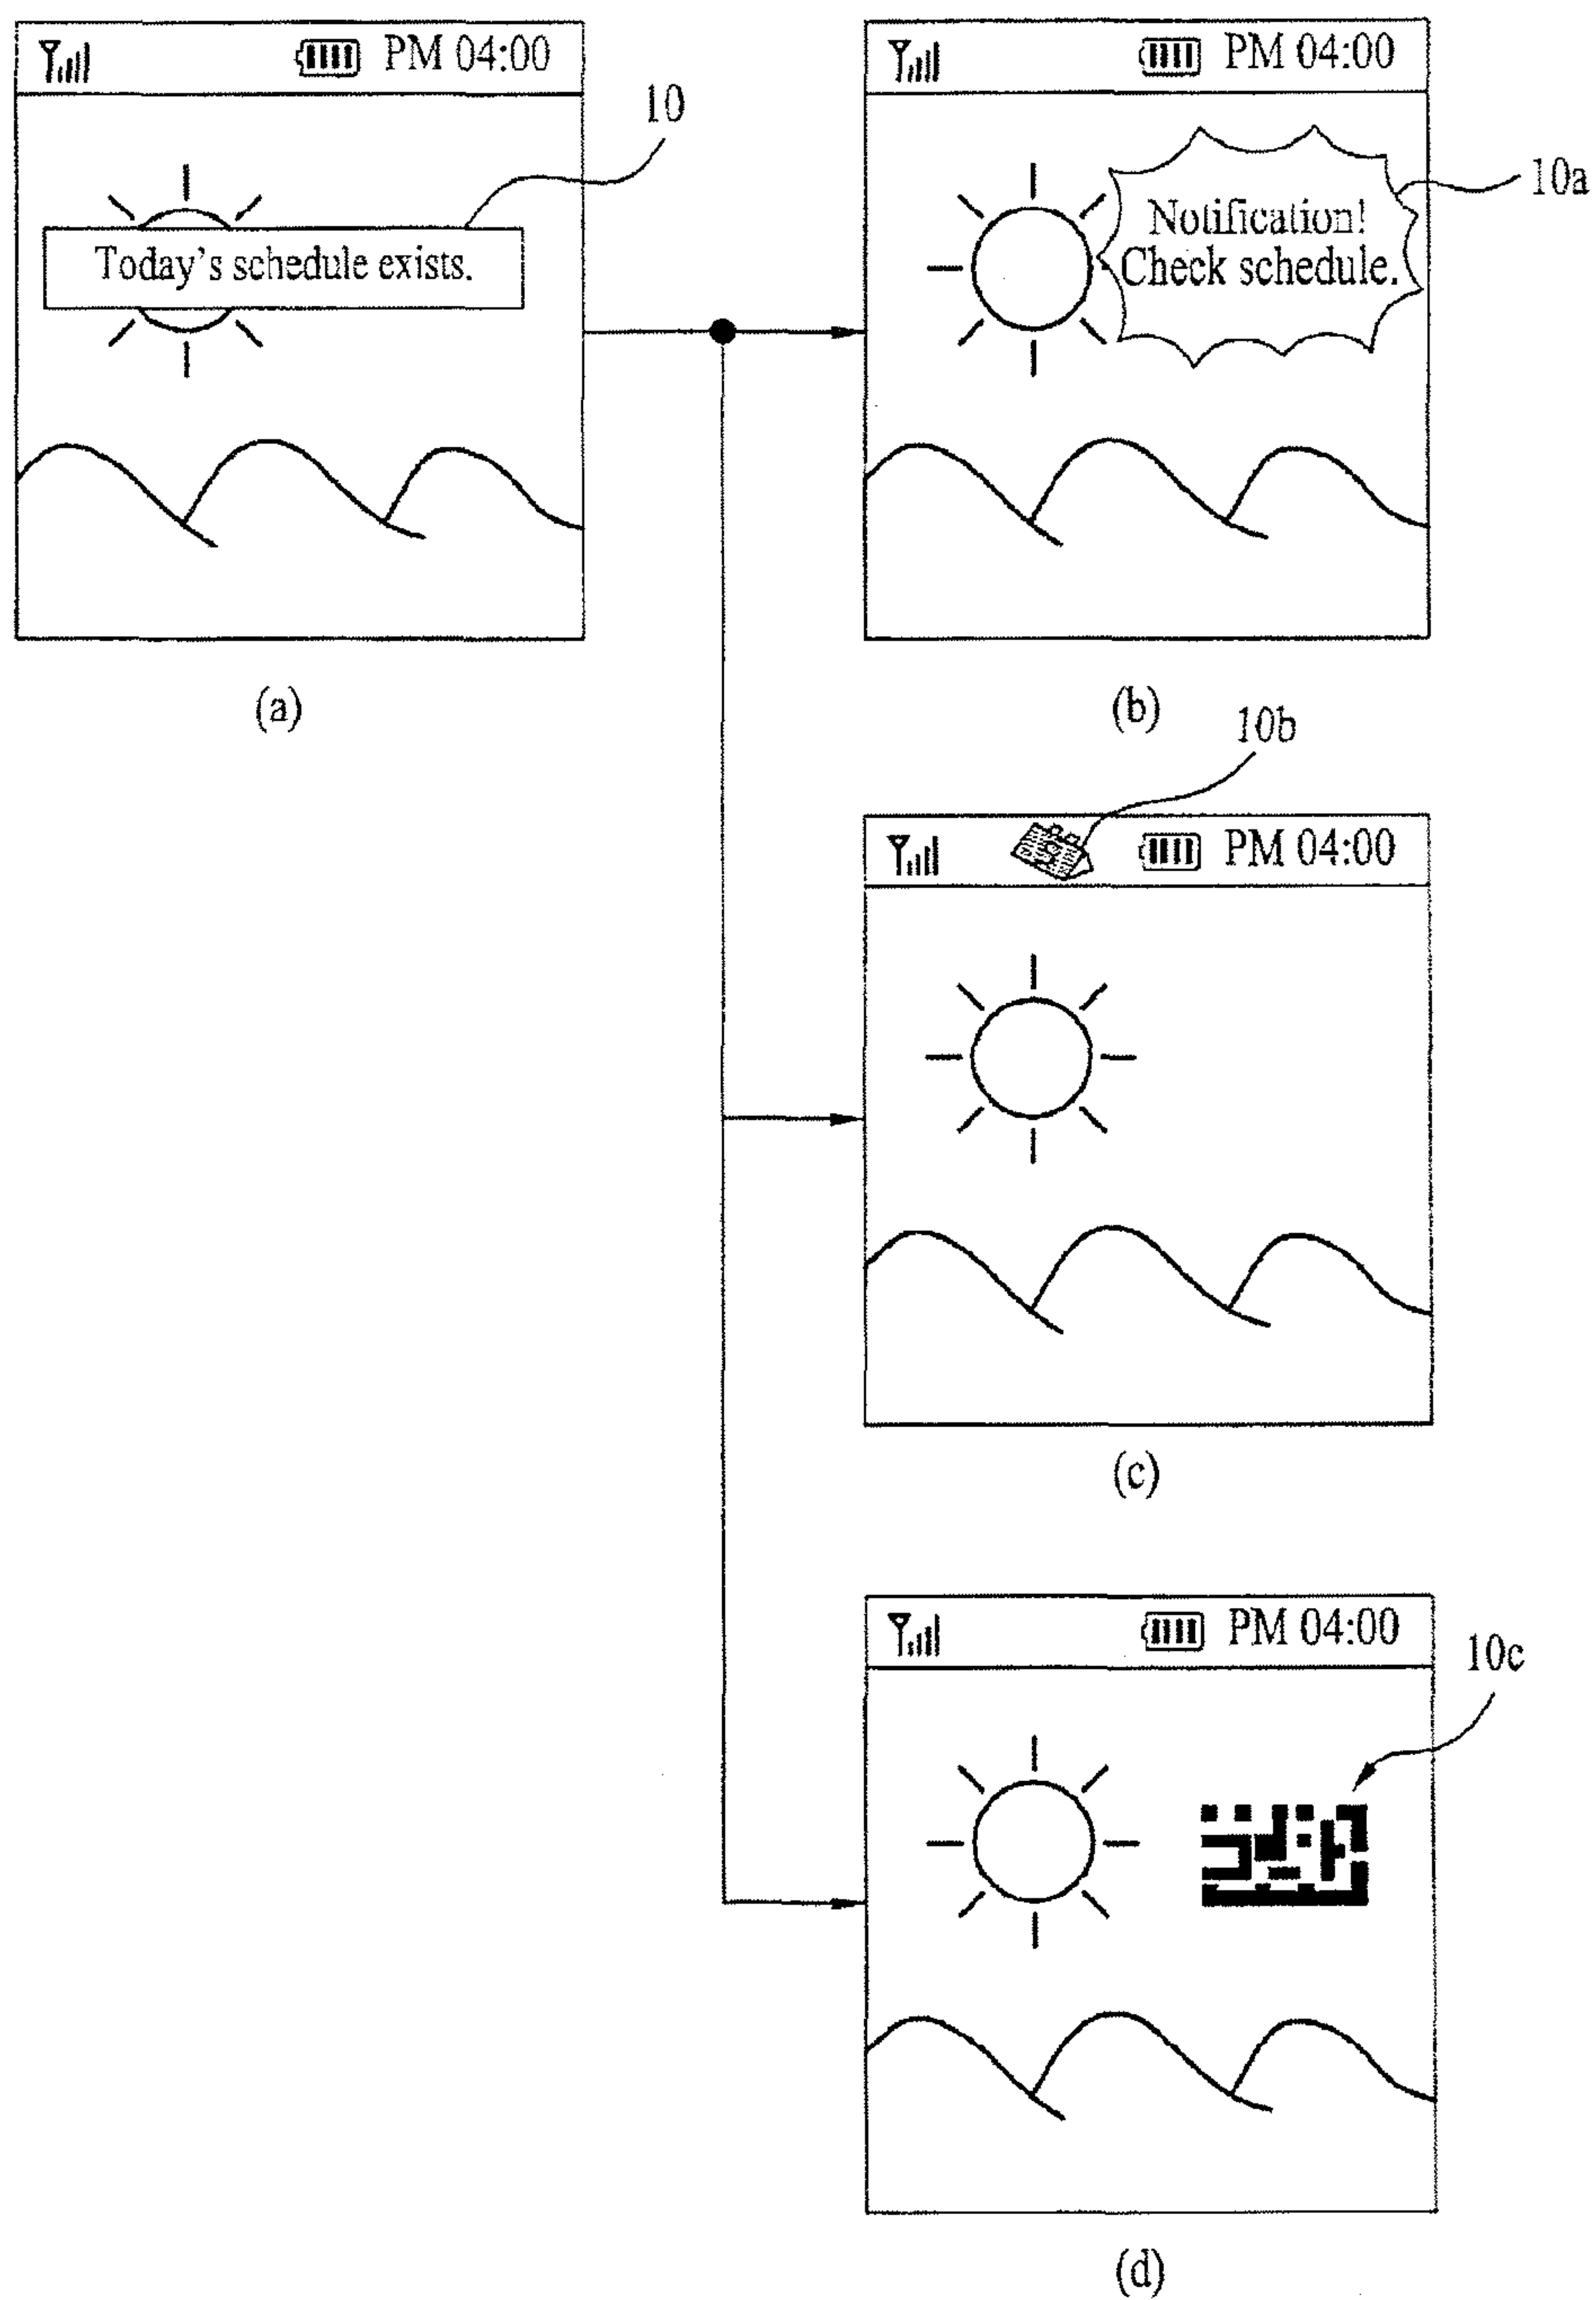 PM 04:00
10
Today's schedule exists.
(a)
PM 04:00
10a
Notification!
Check schedule.
(b)
10b
PM 04:00
(c)
PM 04:00
10c
(d)